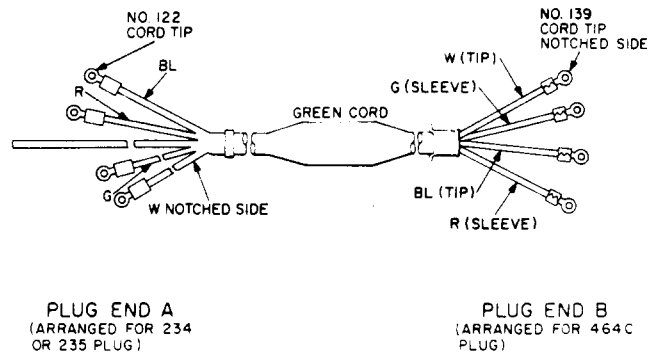 NO. 122
CORD TIP
BL
R
G
W NOTCHED SIDE
GREEN CORD
NO. 139
CORD TIP
NOTCHED SIDE
W (TIP)
G (SLEEVE)
BL (TIP)
R (SLEEVE)
PLUG END A
(ARRANGED FOR 234
OR 235 PLUG)
PLUG END B
(ARRANGED FOR 464C
PLUG)